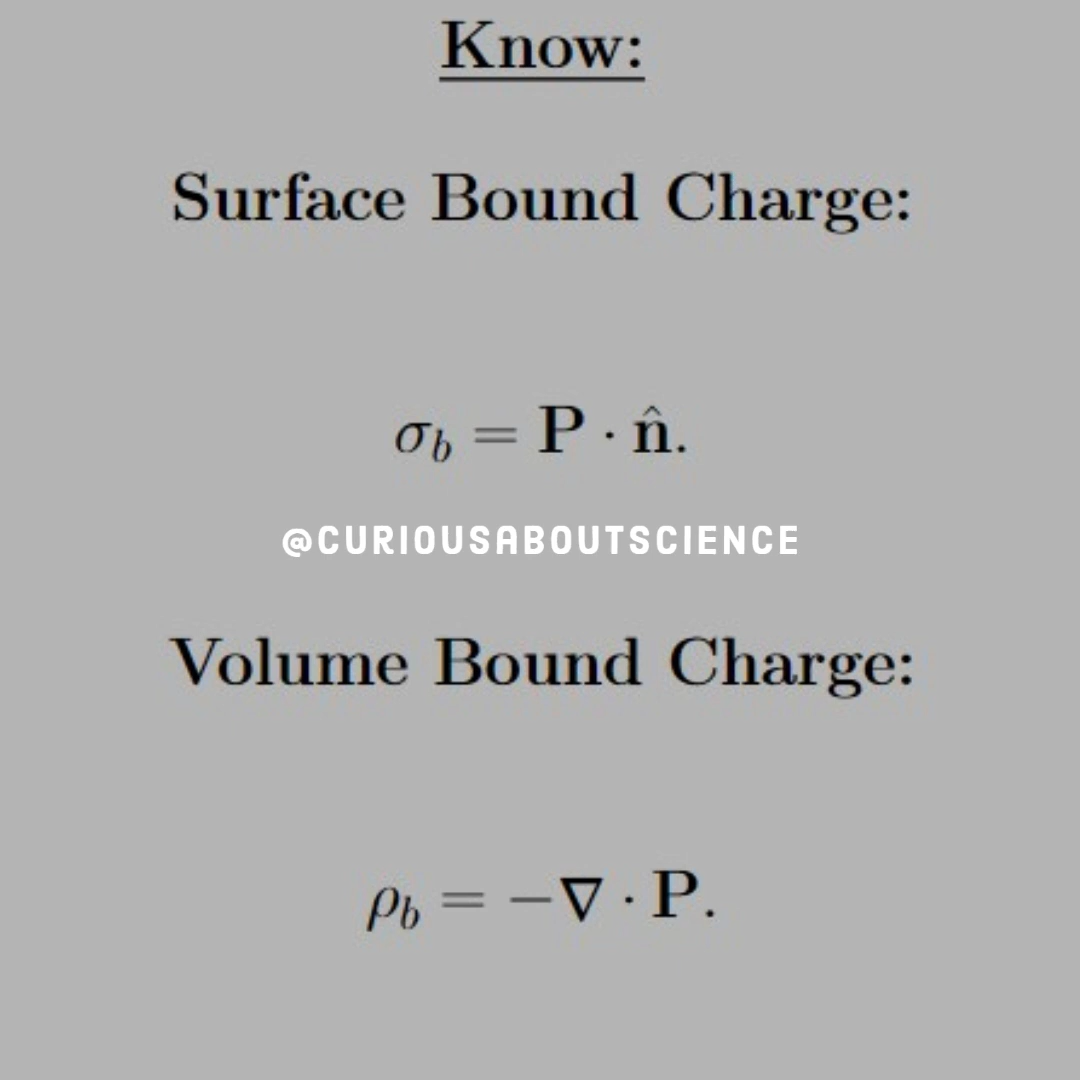 Know:
Surface Bound Charge:
σ_b = P · n̂.
@CURIOUSABOUTSCIENCE
Volume Bound Charge:
ρ_b = −∇ · P.